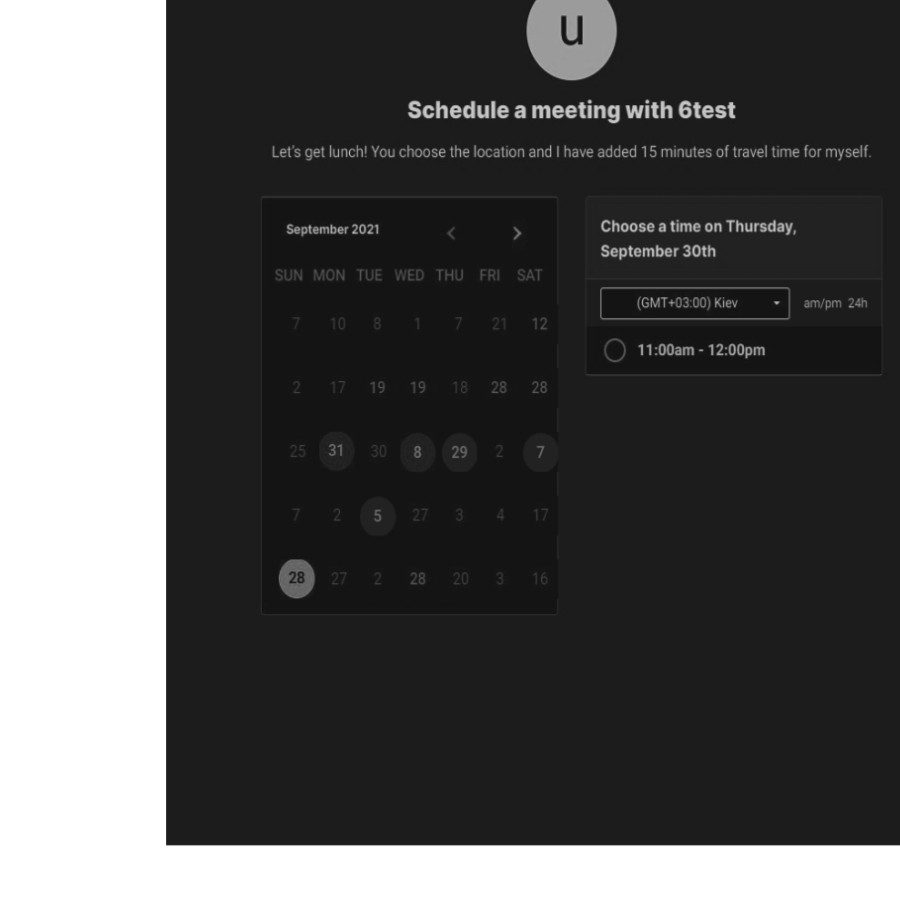 u
Schedule a meeting with 6test
Let's get lunch! You choose the location and I have added 15 minutes of travel time for myself.
September 2021
SUN MON TUE WED THU FRI SAT
7 10 8 1 7 21 12
2 17 19 19 18 28 28
25 31 30 8 29 2 7
7 2 5 27 3 4 17
28 27 2 28 20 3 16
Choose a time on Thursday,
September 30th
(GMT+03:00) Kiev am/pm 24h
11:00am - 12:00pm